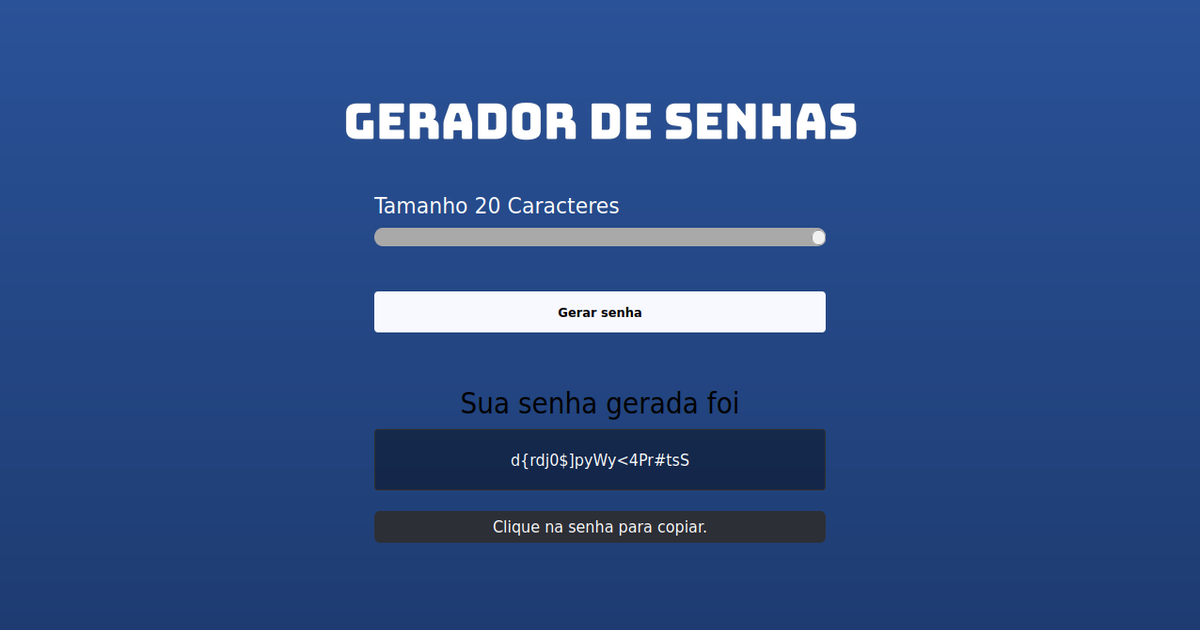 GERADOR DE SENHAS
Tamanho 20 Caracteres
Gerar senha
Sua senha gerada foi
d{rdj0$]pyWy<4Pr#tsS
Clique na senha para copiar.